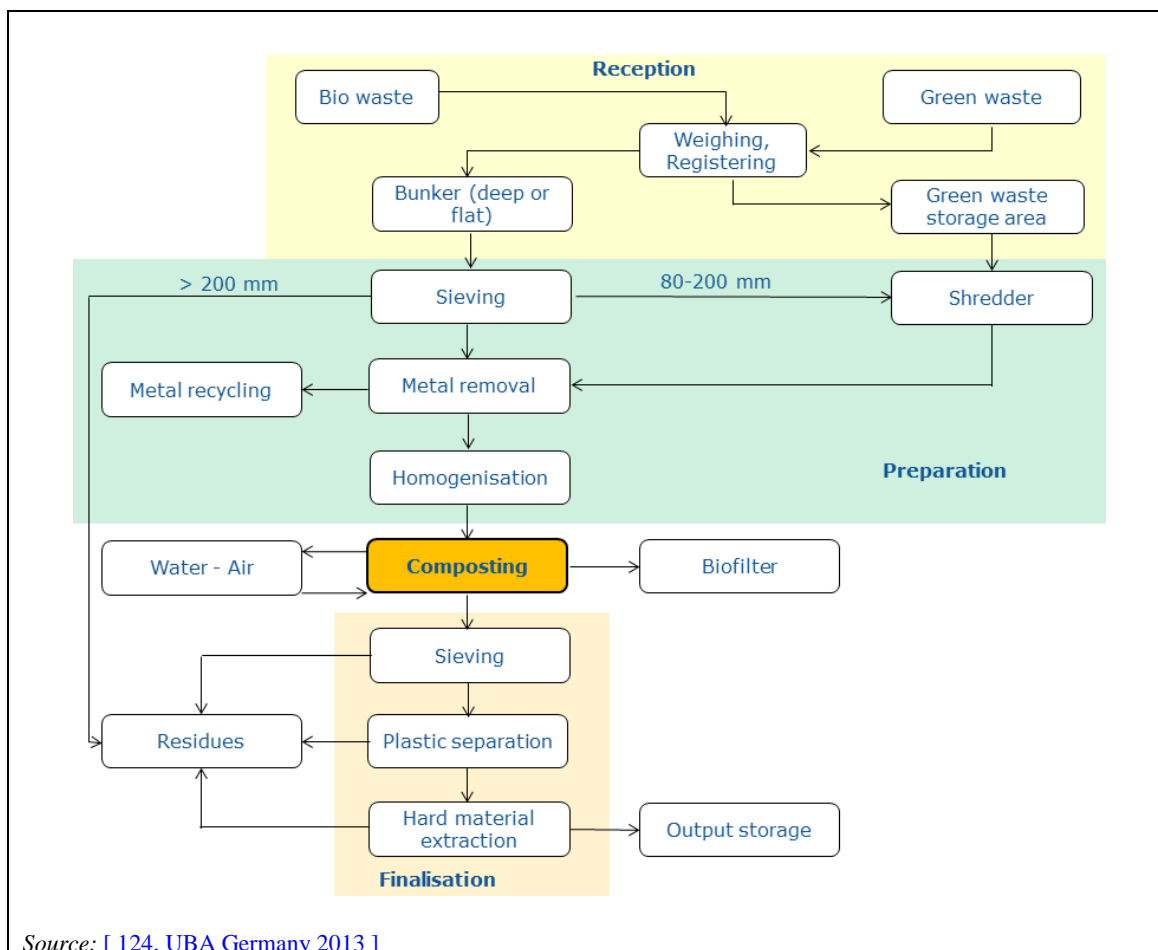 Reception
Bio waste
Green waste
Weighing,
Registering
Bunker (deep or
flat)
Green waste
storage area
> 200 mm
Sieving
80-200 mm
Shredder
Metal recycling
Metal removal
Homogenisation
Preparation
Water - Air
Composting
Biofilter
Sieving
Residues
Plastic separation
Hard material
extraction
Output storage
Finalisation
Source: [ 124, UBA Germany 2013 ]